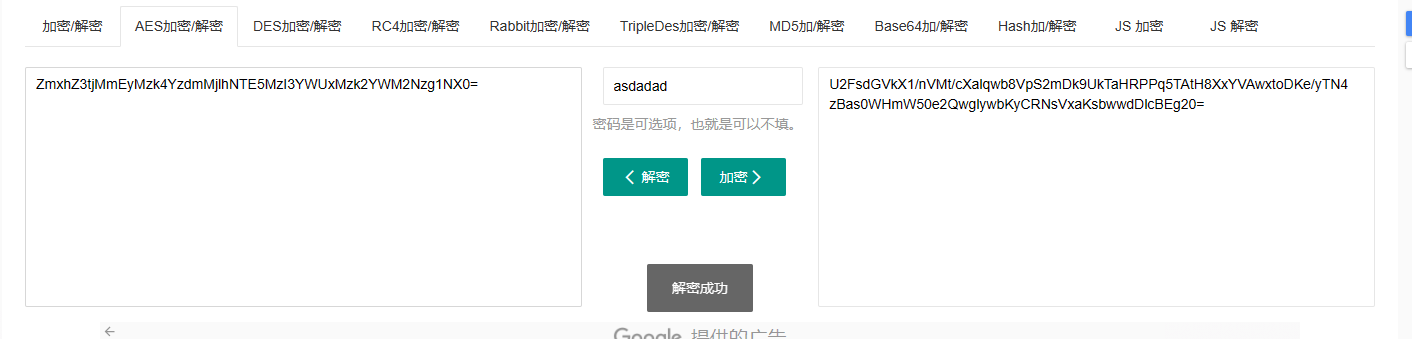 加密/解密 AES加密/解密 DES加密/解密 RC4加密/解密 Rabbit加密/解密 TripleDes加密/解密 MD5加/解密 Base64加/解密 Hash加/解密 JS 加密 JS 解密
ZmxhZ3tjMmEyMzk4YzdmMjlhNTE5MzI3YWUxMzk2YWM2Nzg1NX0=
asdadad
密码是可选项，也就是可以不填。
解密 加密
解密成功
U2FsdGVkX1/nVMt/cXaIqwb8VpS2mDk9UkTaHRPPq5TAtH8XxYVAwxtoDKe/yTN4
zBas0WHmW50e2QwglywbKyCRNsVxaKsbwwdDIcBEg20=
Google 提供的广告